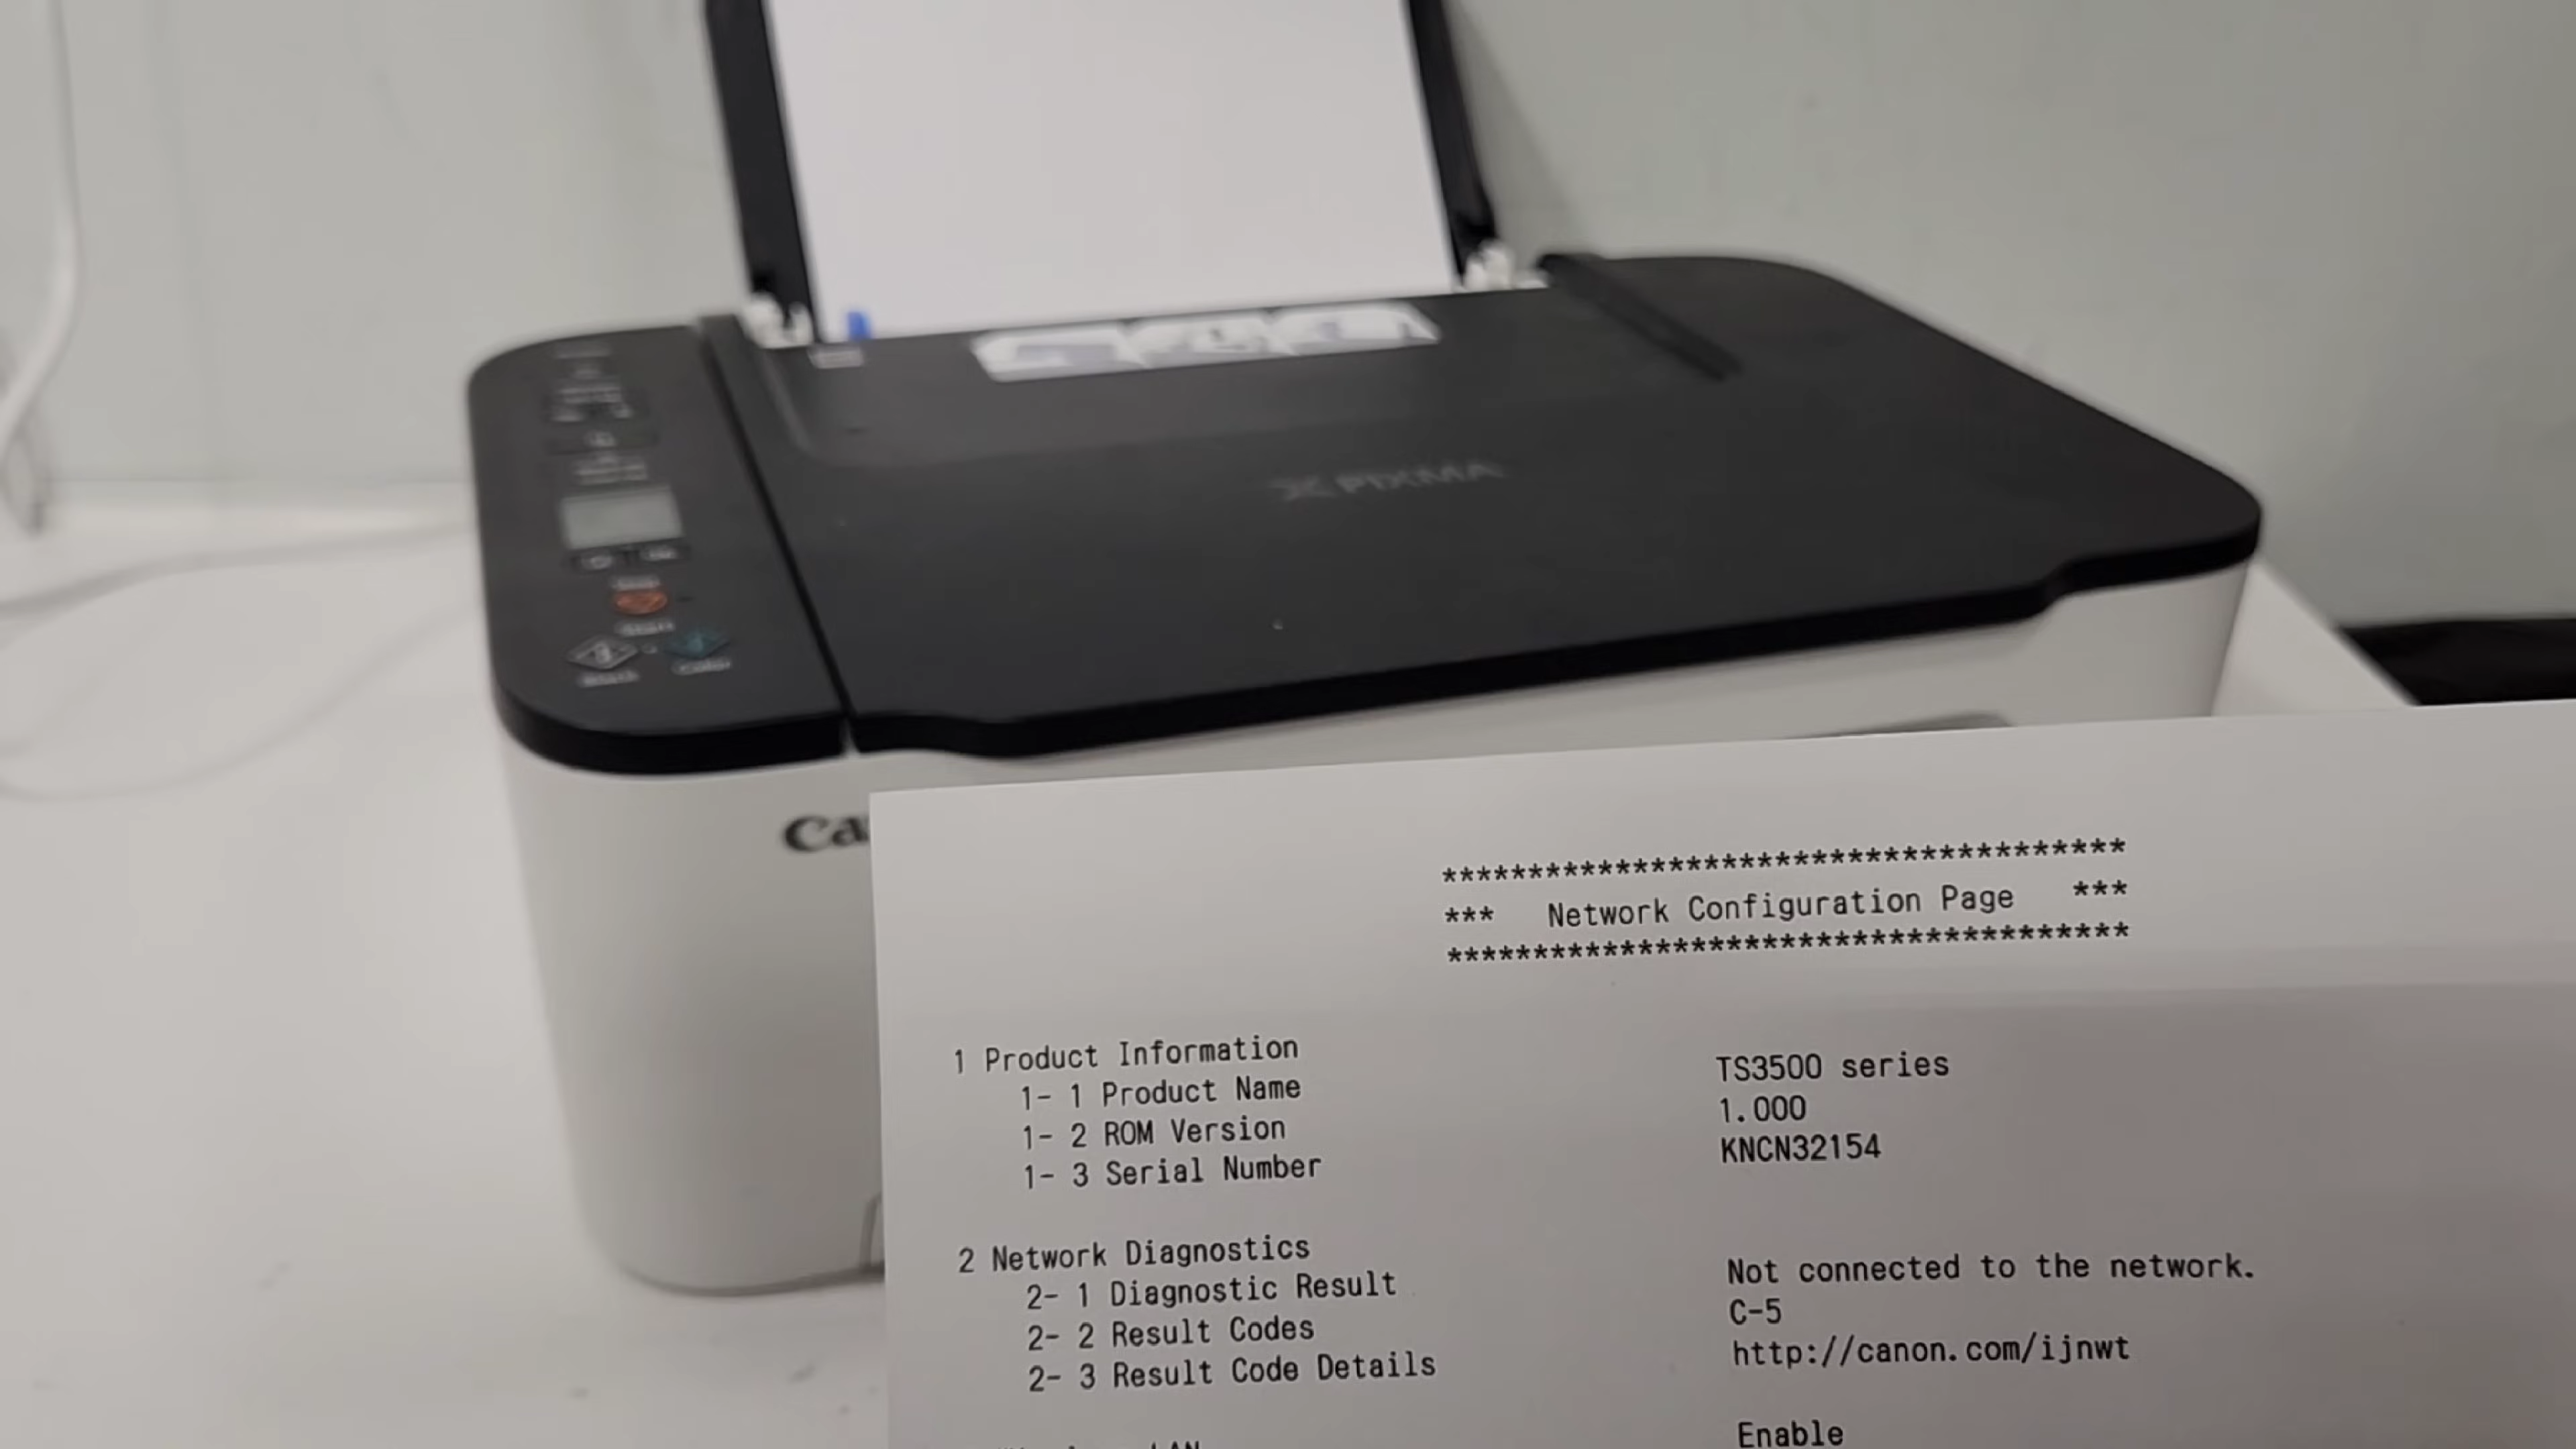 PIXMA
Ca
***************************************
*** Network Configuration Page ***
***************************************
1 Product Information
1- 1 Product Name TS3500 series
1- 2 ROM Version 1.000
1- 3 Serial Number KNCN32154
2 Network Diagnostics
2- 1 Diagnostic Result Not connected to the network.
2- 2 Result Codes C-5
2- 3 Result Code Details http://canon.com/ijnwt
LAN Enable